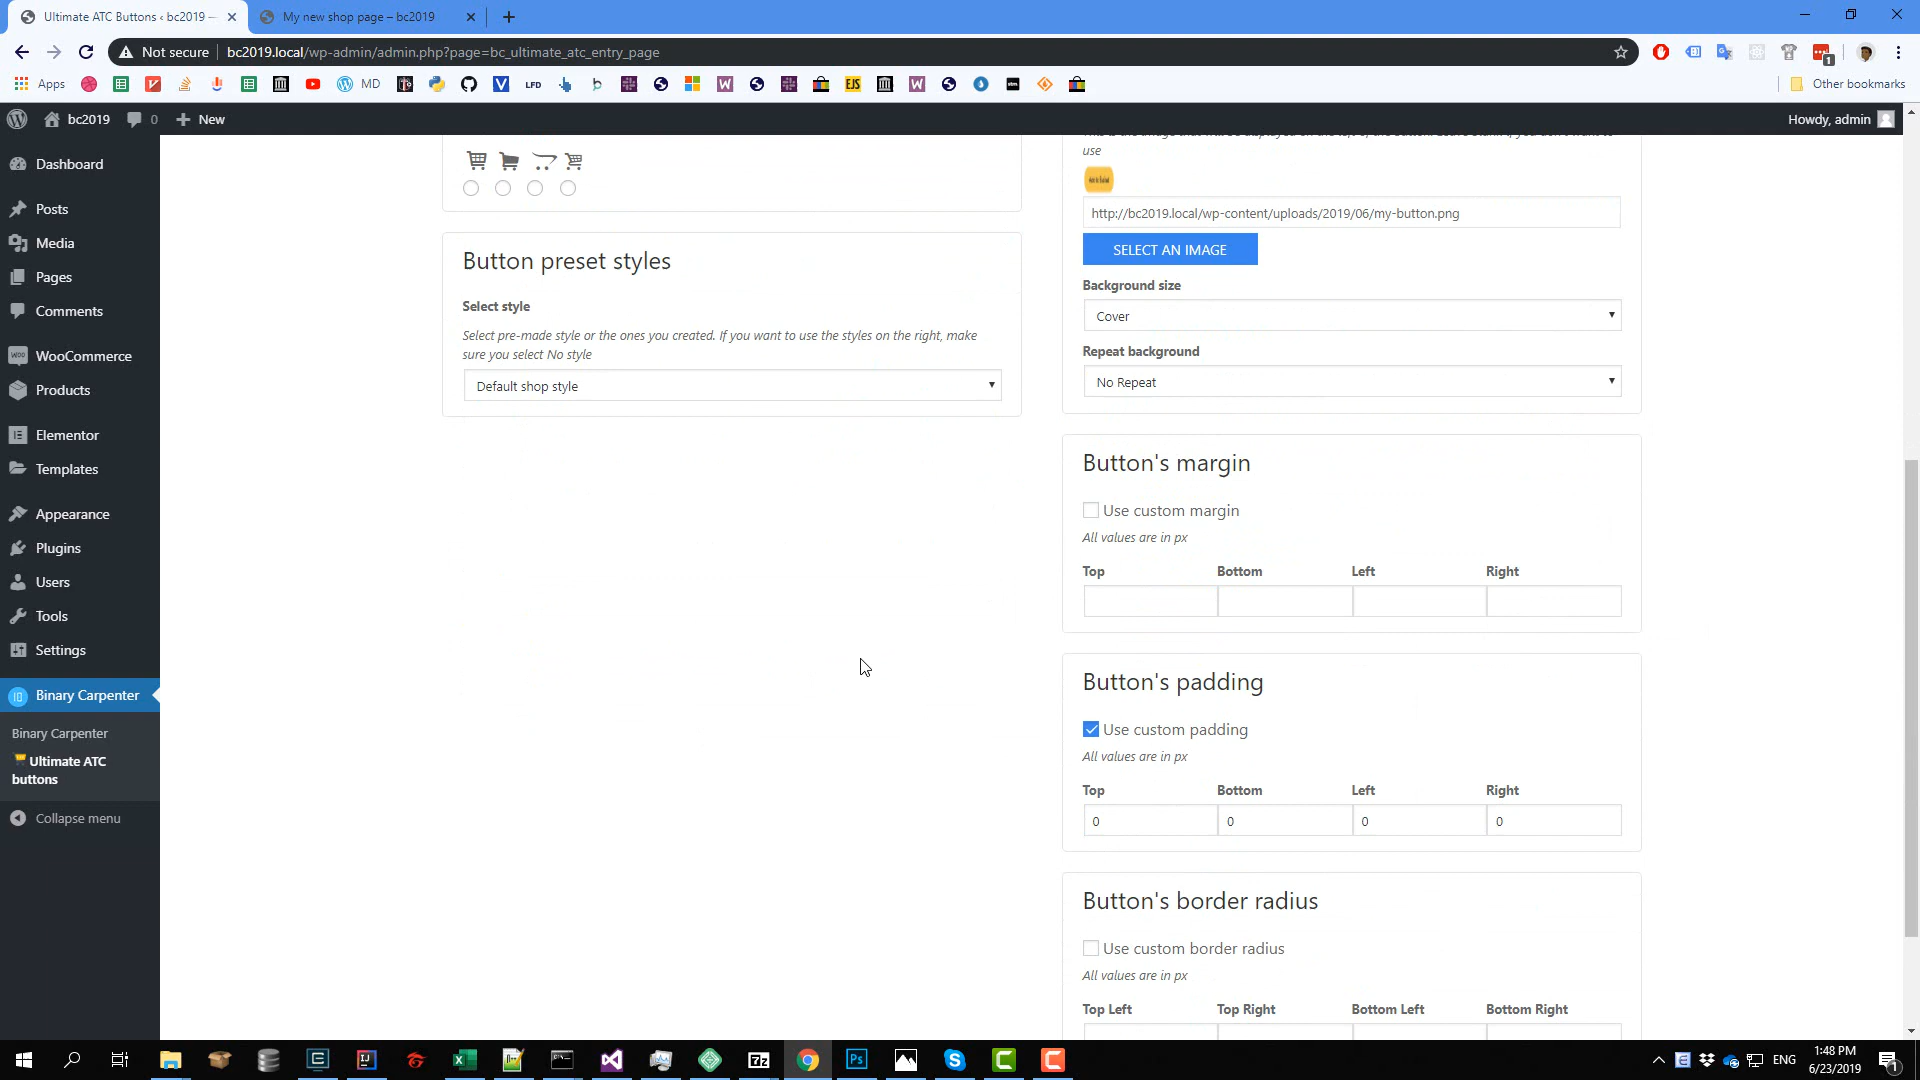 Ultimate ATC Buttons ‹ bc2019 —
My new shop page – bc2019
Not secure
bc2019.local/wp-admin/admin.php?page=bc_ultimate_atc_entry_page
1
Apps
MD
LFD
EJS
Other bookmarks
bc2019
0
New
Howdy, admin
Dashboard
Posts
Media
Pages
Comments
WooCommerce
Products
Elementor
Templates
Appearance
Plugins
Users
Tools
Settings
Binary Carpenter
Binary Carpenter
Ultimate ATC
buttons
Collapse menu
Button preset styles
Select style
Select pre-made style or the ones you created. If you want to use the styles on the right, make
sure you select No style
Default shop style
use
http://bc2019.local/wp-content/uploads/2019/06/my-button.png
SELECT AN IMAGE
Background size
Cover
Repeat background
No Repeat
Button's margin
Use custom margin
All values are in px
Top Bottom Left Right
Button's padding
Use custom padding
All values are in px
Top Bottom Left Right
0 0 0 0
Button's border radius
Use custom border radius
All values are in px
Top Left Top Right Bottom Left Bottom Right
ENG
1:48 PM
6/23/2019
1